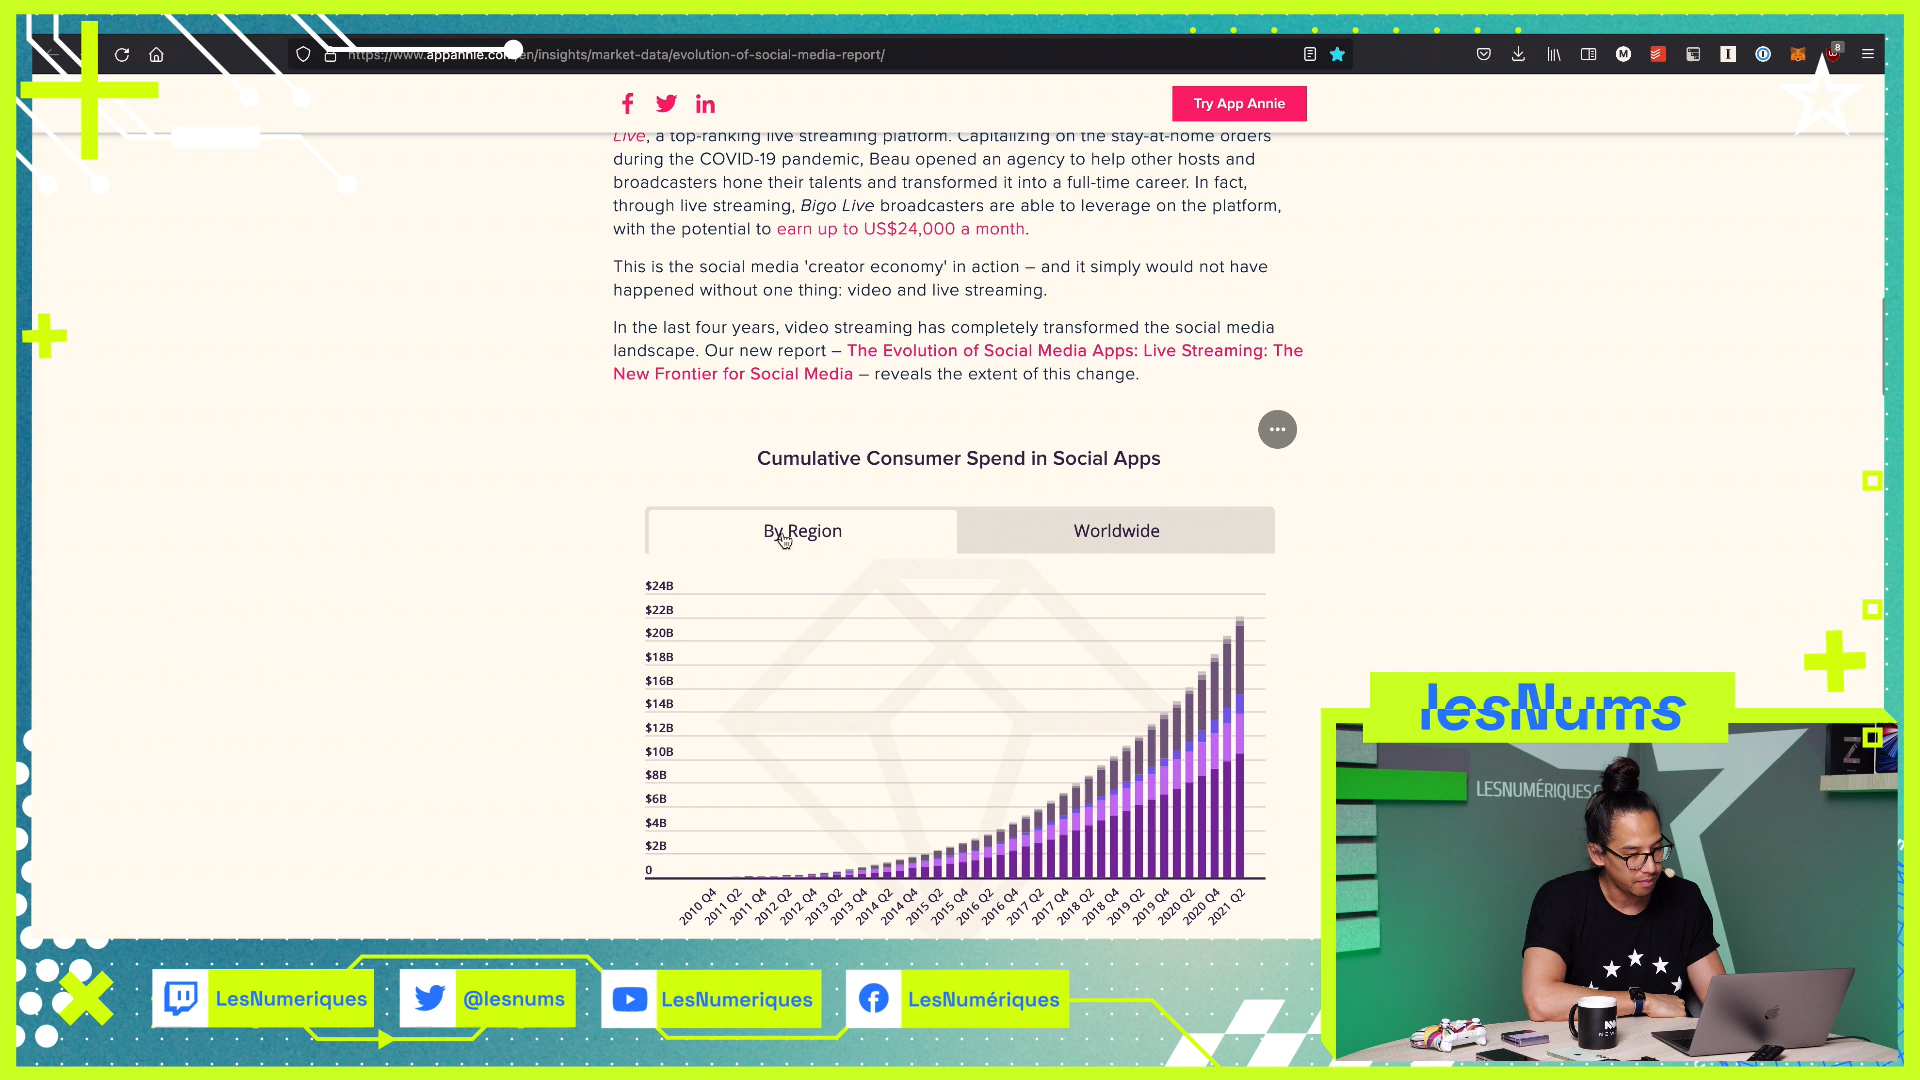 https://www.appannie.com/en/insights/market-data/evolution-of-social-media-report/
8
Try App Annie
Live, a top-ranking live streaming platform. Capitalizing on the stay-at-home orders
during the COVID-19 pandemic, Beau opened an agency to help other hosts and
broadcasters hone their talents and transformed it into a full-time career. In fact,
through live streaming, Bigo Live broadcasters are able to leverage on the platform,
with the potential to earn up to US$24,000 a month.
This is the social media 'creator economy' in action – and it simply would not have
happened without one thing: video and live streaming.
In the last four years, video streaming has completely transformed the social media
landscape. Our new report – The Evolution of Social Media Apps: Live Streaming: The
New Frontier for Social Media – reveals the extent of this change.
Cumulative Consumer Spend in Social Apps
By Region
Worldwide
$24B
$22B
$20B
$18B
$16B
$14B
$12B
$10B
$8B
$6B
$4B
$2B
0
2010 Q4
2011 Q2
2011 Q4
2012 Q2
2012 Q4
2013 Q2
2013 Q4
2014 Q2
2014 Q4
2015 Q2
2015 Q4
2016 Q2
2016 Q4
2017 Q2
2017 Q4
2018 Q2
2018 Q4
2019 Q2
2019 Q4
2020 Q2
2020 Q4
2021 Q2
lesNums
LESNUMÉRIQUES
LesNumeriques
@lesnums
LesNumeriques
LesNumériques